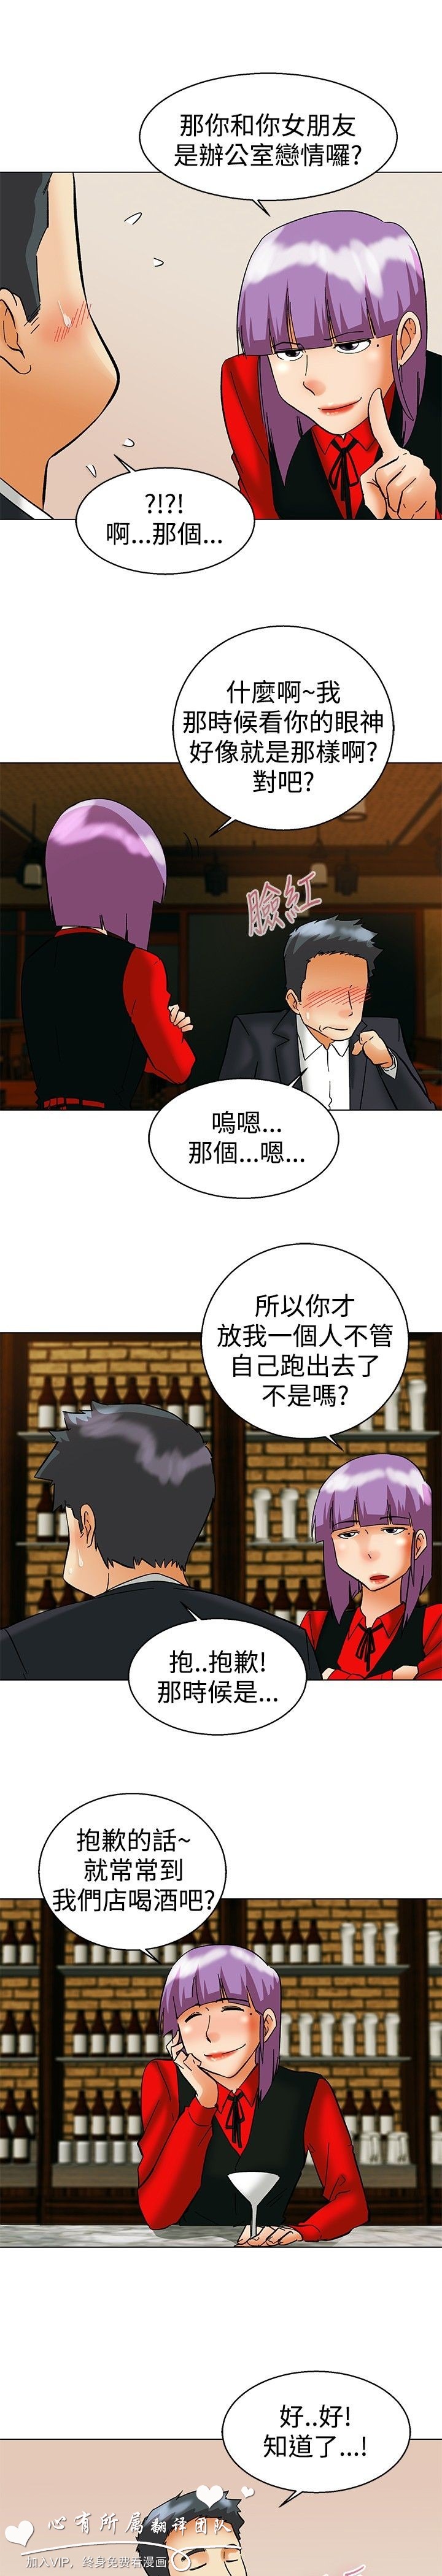 那你和你女朋友
是辦公室戀情囉?
?!?!
啊...那個...
什麼啊~我
那時候看你的眼神
好像就是那樣啊?
對吧?
臉紅
嗚嗯...
那個...嗯...
所以你才
放我一個人不管
自己跑出去了
不是嗎?
抱..抱歉!
那時候是...
抱歉的話~
就常常到
我們店喝酒吧?
好..好!
知道了...!
心有所属翻译团队
加入VIP，终身免费看漫画